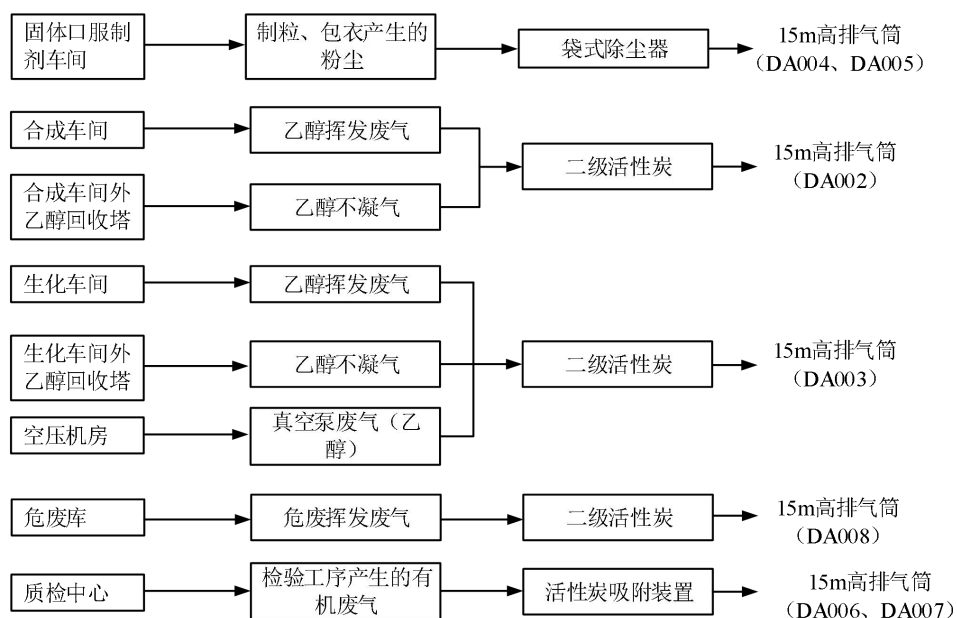 固体口服制
剂车间
制粒、包衣产生的
粉尘
袋式除尘器
15m高排气筒
（DA004、DA005）
合成车间
乙醇挥发废气
合成车间外
乙醇回收塔
乙醇不凝气
二级活性炭
15m高排气筒
（DA002）
生化车间
乙醇挥发废气
生化车间外
乙醇回收塔
乙醇不凝气
空压机房
真空泵废气（乙
醇）
二级活性炭
15m高排气筒
（DA003）
危废库
危废挥发废气
二级活性炭
15m高排气筒
（DA008）
质检中心
检验工序产生的有
机废气
活性炭吸附装置
15m高排气筒
（DA006、DA007）